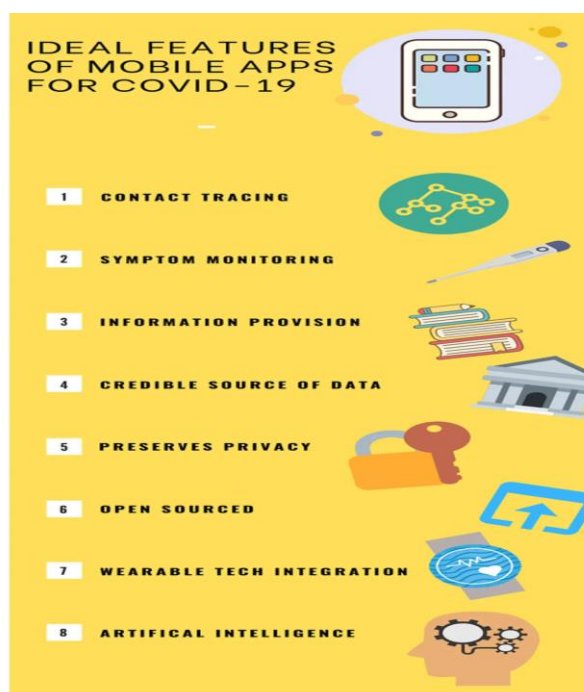 IDEAL FEATURES
OF MOBILE APPS
FOR COVID-19
1 CONTACT TRACING
2 SYMPTOM MONITORING
3 INFORMATION PROVISION
4 CREDIBLE SOURCE OF DATA
5 PRESERVES PRIVACY
6 OPEN SOURCED
7 WEARABLE TECH INTEGRATION
8 ARTIFICAL INTELLIGENCE